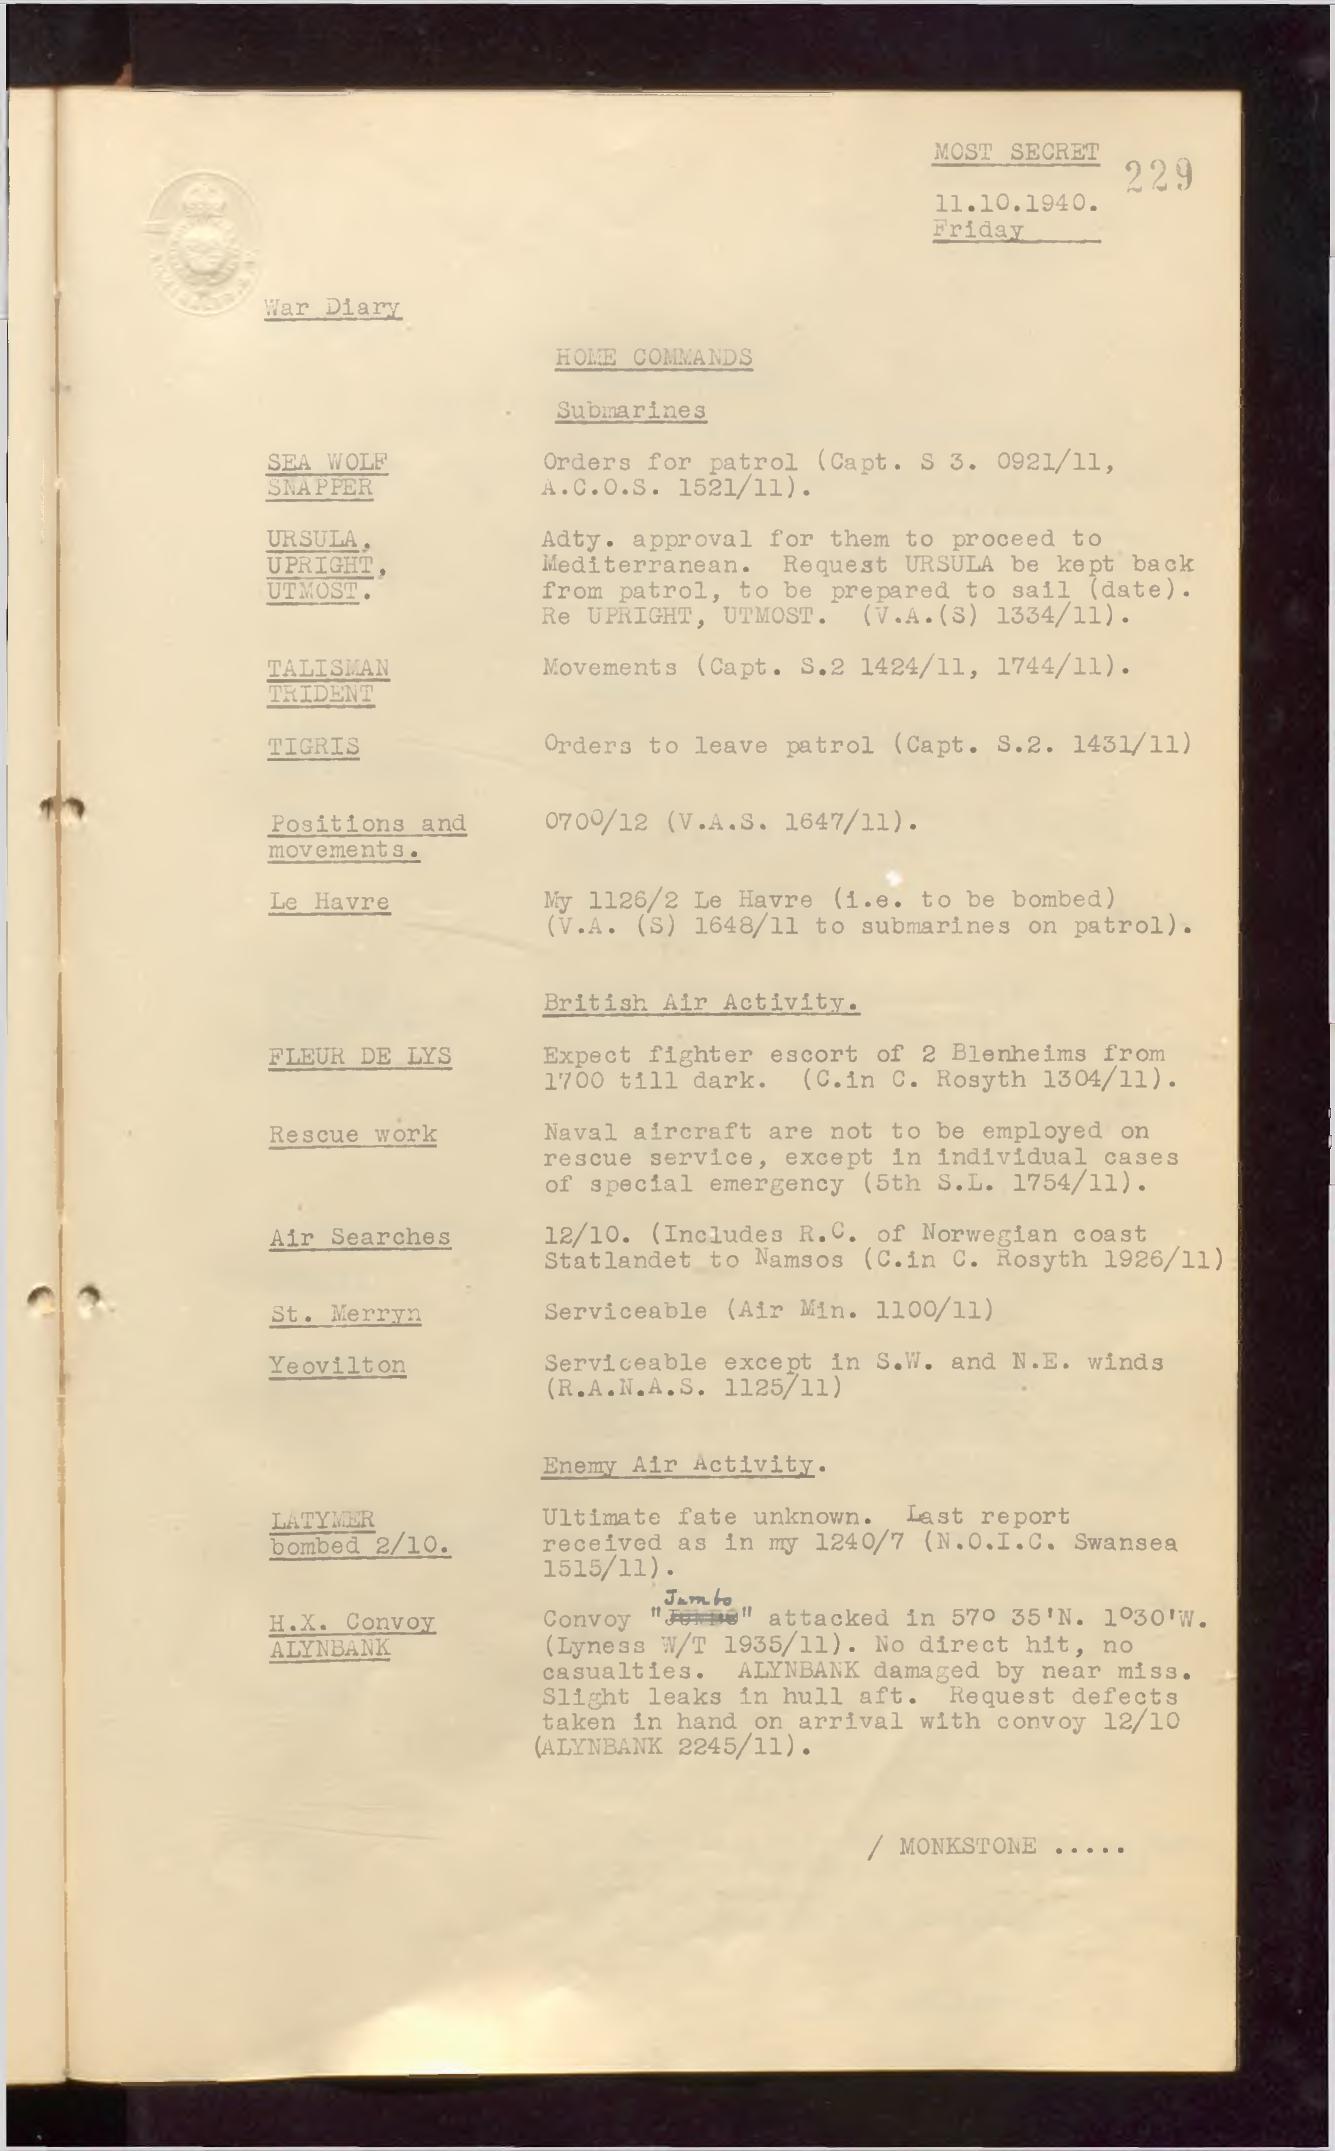 MOST SECRET
229
11.10.1940.
Friday
War Diary
HOME COMMANDS
Submarines
SEA WOLF
SNAPPER
Orders for patrol (Capt. S 3. 0921/11,
A.C.O.S. 1521/11).
URSULA,
UPRIGHT,
UTMOST.
Adty. approval for them to proceed to
Mediterranean. Request URSULA be kept back
from patrol, to be prepared to sail (date).
Re UPRIGHT, UTMOST. (V.A.(S) 1334/11).
TALISMAN
TRIDENT
Movements (Capt. S.2 1424/11, 1744/11).
TIGRIS
Orders to leave patrol (Capt. S.2. 1431/11)
Positions and
movements.
0700/12 (V.A.S. 1647/11).
Le Havre
My 1126/2 Le Havre (i.e. to be bombed)
(V.A. (S) 1648/11 to submarines on patrol).
British Air Activity.
FLEUR DE LYS
Expect fighter escort of 2 Blenheims from
1700 till dark. (C.in C. Rosyth 1304/11).
Rescue work
Naval aircraft are not to be employed on
rescue service, except in individual cases
of special emergency (5th S.L. 1754/11).
Air Searches
12/10. (Includes R.C. of Norwegian coast
Statlandet to Namsos (C.in C. Rosyth 1926/11)
St. Merryn
Serviceable (Air Min. 1100/11)
Yeovilton
Serviceable except in S.W. and N.E. winds
(R.A.N.A.S. 1125/11)
Enemy Air Activity.
LATYMER
bombed 2/10.
Ultimate fate unknown. Last report
received as in my 1240/7 (N.O.I.C. Swansea
1515/11).
H.X. Convoy
ALYNBANK
Jumbo
Convoy "" attacked in 57° 35'N. 1°30'W.
(Lyness W/T 1935/11). No direct hit, no
casualties. ALYNBANK damaged by near miss.
Slight leaks in hull aft. Request defects
taken in hand on arrival with convoy 12/10
(ALYNBANK 2245/11).
/ MONKSTONE .....